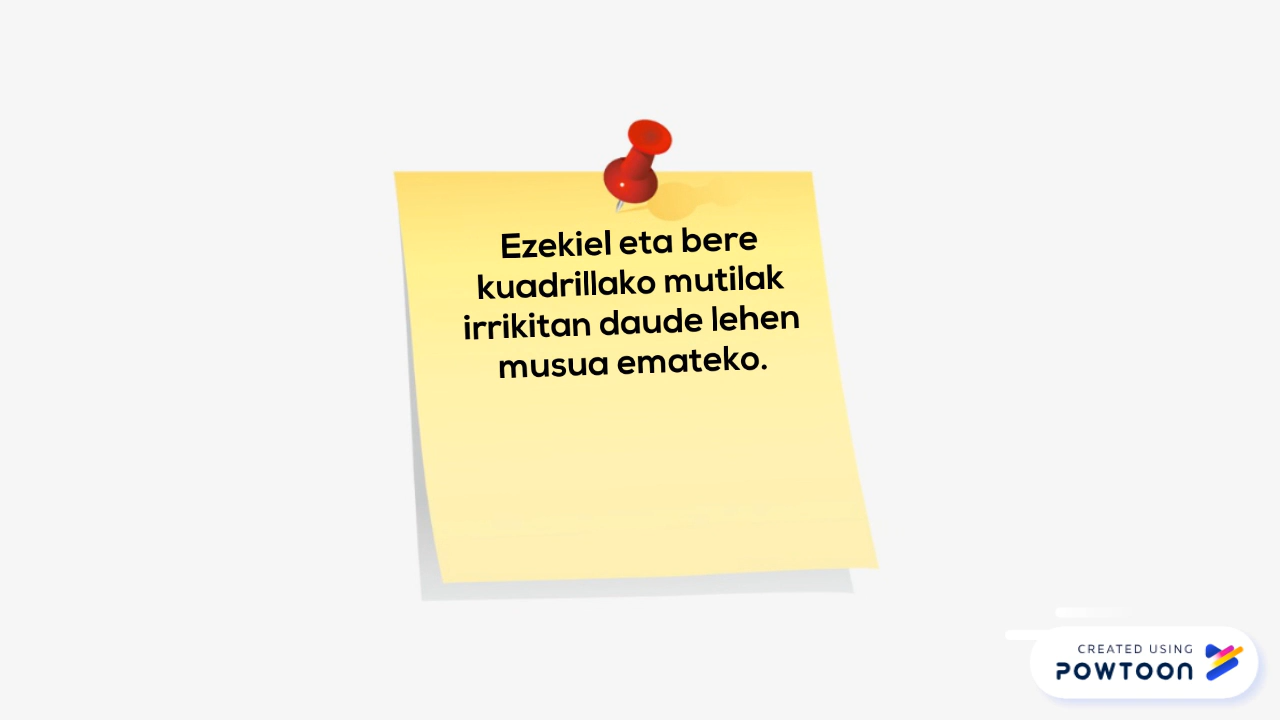 Ezekiel eta bere
kuadrillako mutilak
irrikitan daude lehen
musua emateko.
CREATED USING
POWTOON